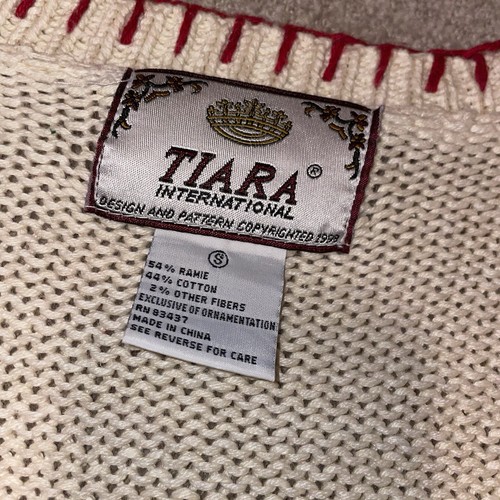 TIARA ®
INTERNATIONAL
DESIGN AND PATTERN COPYRIGHTED 1998
S
54% RAMIE
44% COTTON
2% OTHER FIBERS
EXCLUSIVE OF ORNAMENTATION
RN 83437
MADE IN CHINA
SEE REVERSE FOR CARE